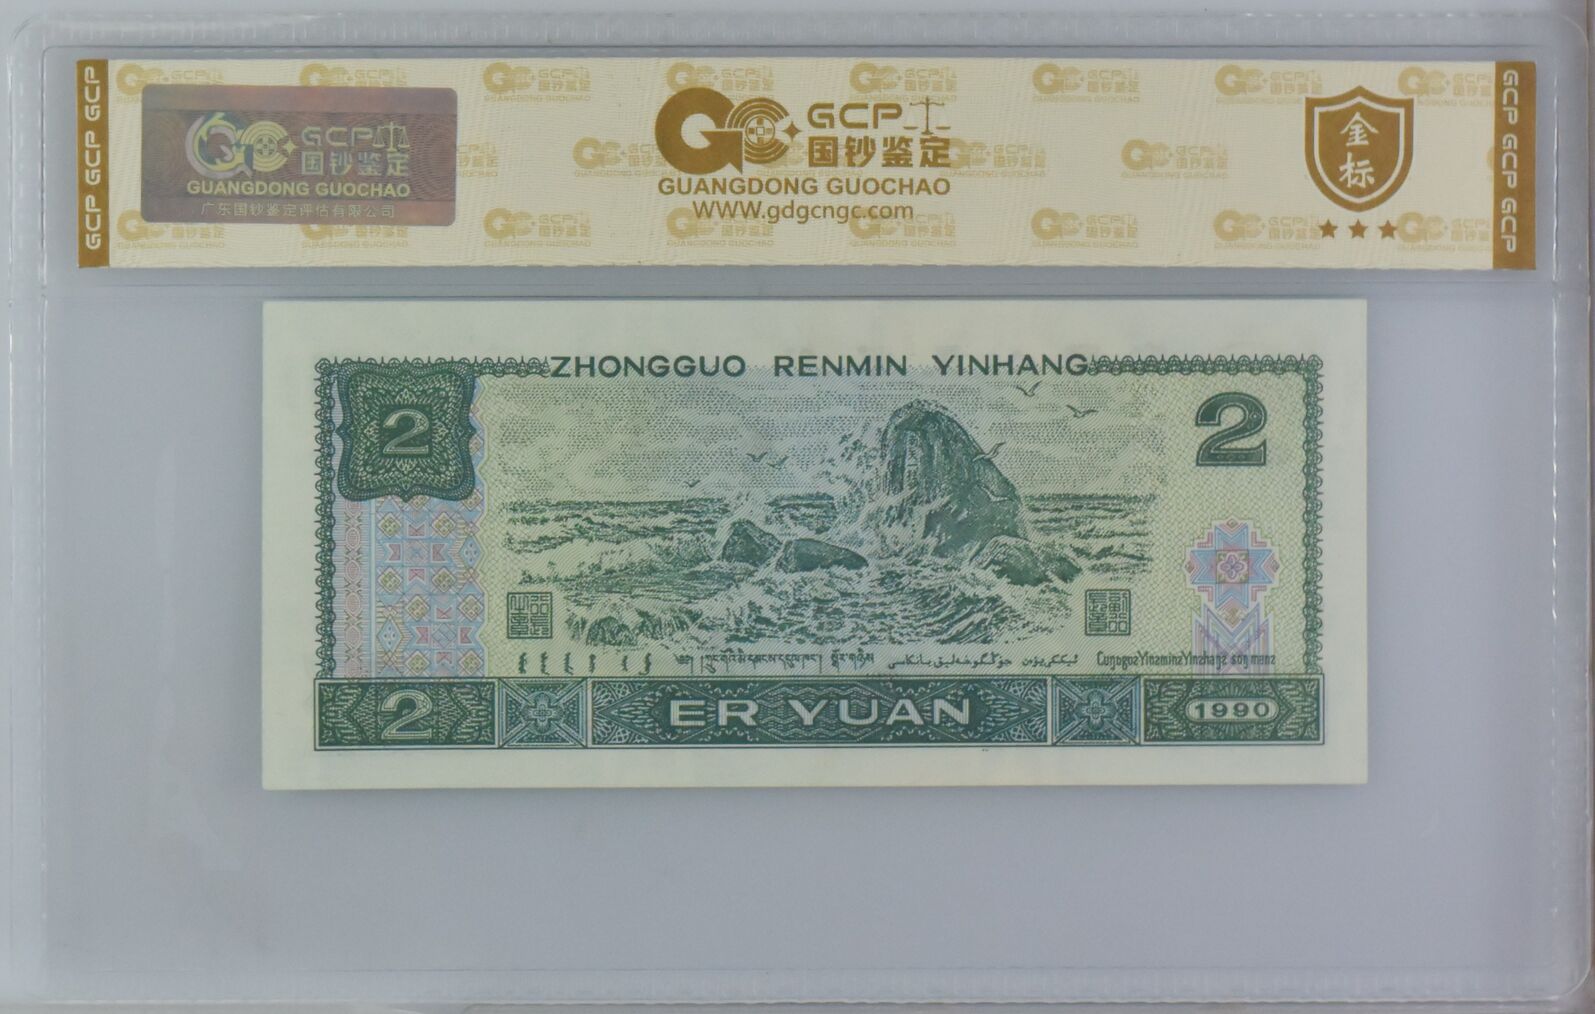 GCP GCP GCP
GCP
国钞鉴定
GUANGDONG GUOCHAO
广东国钞鉴定评估有限公司
GCP
国钞鉴定
GUANGDONG GUOCHAO
WWW.gdgcngc.com
金标
GCP GCP GCP
ZHONGGUO RENMIN YINHANG
2
2
2
ER YUAN
1990